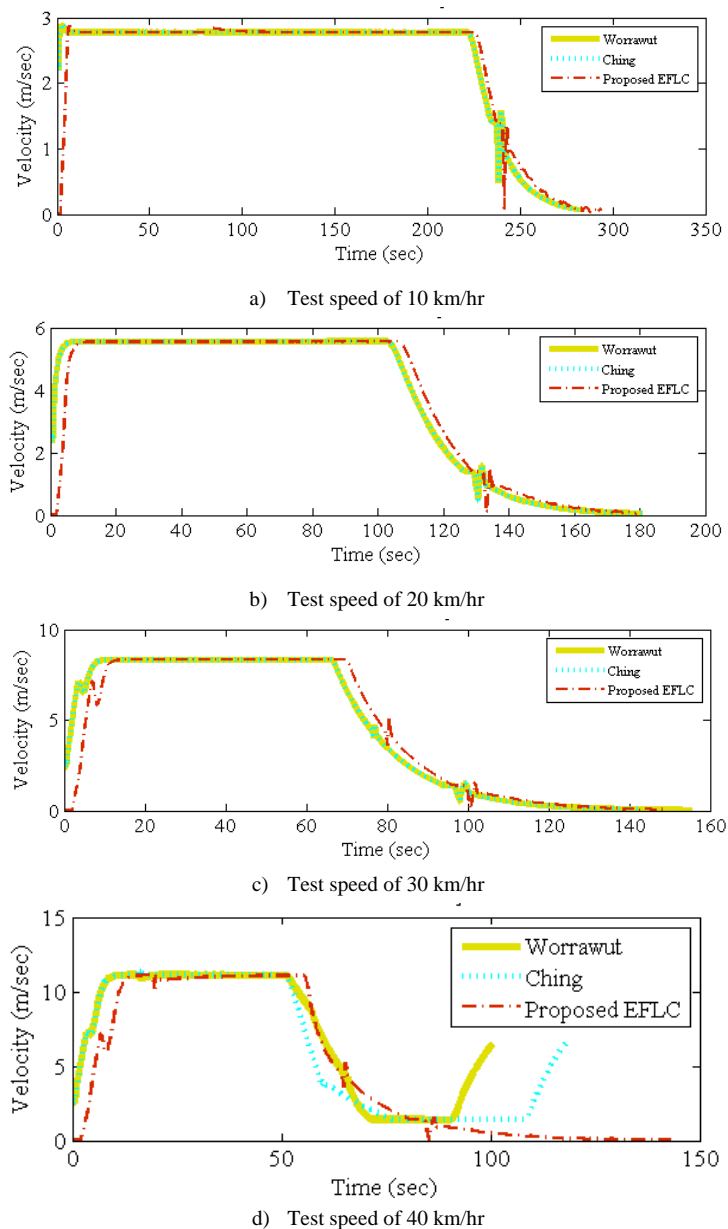 3
2
1
0
Velocity (m/sec)
Worrawut
Ching
Proposed EFLC
0 50 100 150 200 250 300 350
Time (sec)
a) Test speed of 10 km/hr
6
4
2
0
Velocity (m/sec)
Worrawut
Ching
Proposed EFLC
0 20 40 60 80 100 120 140 160 180 200
Time (sec)
b) Test speed of 20 km/hr
10
5
0
Velocity (m/sec)
Worrawut
Ching
Proposed EFLC
0 20 40 60 80 100 120 140 160
Time (sec)
c) Test speed of 30 km/hr
15
10
5
0
Velocity (m/sec)
Worrawut
Ching
Proposed EFLC
0 50 100 150
Time (sec)
d) Test speed of 40 km/hr